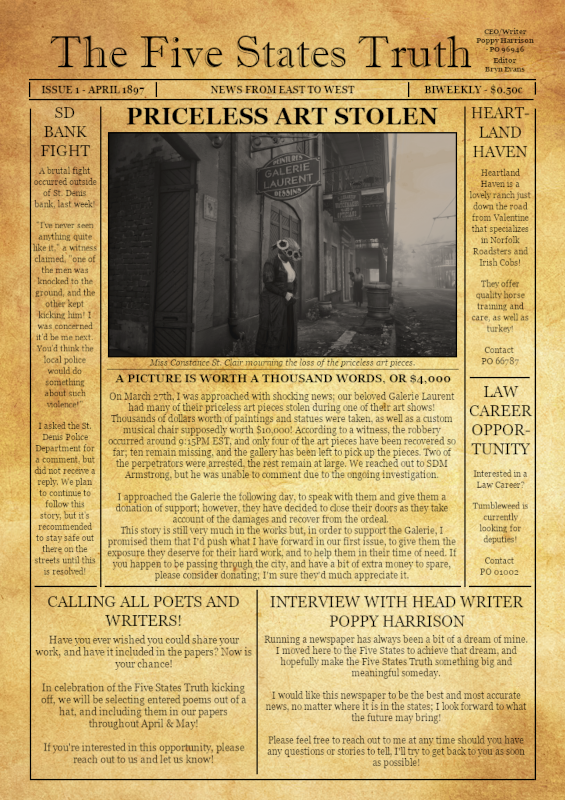 The Five States Truth
CEO/Writer
Poppy Harrison
- PO 96946
Editor
Bryn Evans
ISSUE 1 - APRIL 1897
NEWS FROM EAST TO WEST
BIWEEKLY - $0.50c
SD
BANK
FIGHT
A brutal fight
occurred outside
of St. Denis
bank, last week!
"I've never seen
anything quite
like it," a witness
claimed, "one of
the men was
knocked to the
ground, and the
other kept
kicking him! I
was concerned
it'd be me next.
You'd think the
local police
would do
something
about such
violence!"
I asked the St.
Denis Police
Department for
a comment, but
did not receive a
reply. We plan
to continue to
follow this
story, but it's
recommended
to stay safe out
there on the
streets until this
is resolved!
PRICELESS ART STOLEN
PEINTURES
GALERIE
LAURENT
DESSINS
Miss Constance St. Clair mourning the loss of the priceless art pieces.
A PICTURE IS WORTH A THOUSAND WORDS, OR $4,000
On March 27th, I was approached with shocking news; our beloved Galerie Laurent
had many of their priceless art pieces stolen during one of their art shows!
Thousands of dollars worth of paintings and statues were taken, as well as a custom
musical chair supposedly worth $10,000! According to a witness, the robbery
occurred around 9:15PM EST, and only four of the art pieces have been recovered so
far; ten remain missing, and the gallery has been left to pick up the pieces. Two of
the perpetrators were arrested, the rest remain at large. We reached out to SDM
Armstrong, but he was unable to comment due to the ongoing investigation.
I approached the Galerie the following day, to speak with them and give them a
donation of support; however, they have decided to close their doors as they take
account of the damages and recover from the ordeal.
This story is still very much in the works but, in order to support the Galerie, I
promised them that I'd push what I have forward in our first issue, to give them the
exposure they deserve for their hard work, and to help them in their time of need. If
you happen to be passing through the city, and have a bit of extra money to spare,
please consider donating; I'm sure they'd much appreciate it.
HEART-
LAND
HAVEN
Heartland
Haven is a
lovely ranch just
down the road
from Valentine
that specializes
in Norfolk
Roadsters and
Irish Cobs!
They offer
quality horse
training and
care, as well as
turkey!
Contact
PO 66787
LAW
CAREER
OPPOR-
TUNITY
Interested in a
Law Career?
Tumbleweed is
currently
looking for
deputies!
Contact
PO 01002
CALLING ALL POETS AND
WRITERS!
Have you ever wished you could share your
work, and have it included in the papers? Now is
your chance!
In celebration of the Five States Truth kicking
off, we will be selecting entered poems out of a
hat, and including them in our papers
throughout April & May!
If you're interested in this opportunity, please
reach out to us and let us know!
INTERVIEW WITH HEAD WRITER
POPPY HARRISON
Running a newspaper has always been a bit of a dream of mine.
I moved here to the Five States to achieve that dream, and
hopefully make the Five States Truth something big and
meaningful someday.
I would like this newspaper to be the best and most accurate
news, no matter where it is in the states; I look forward to what
the future may bring!
Please feel free to reach out to me at any time should you have
any questions or stories to tell, I'll try to get back to you as soon
as possible!